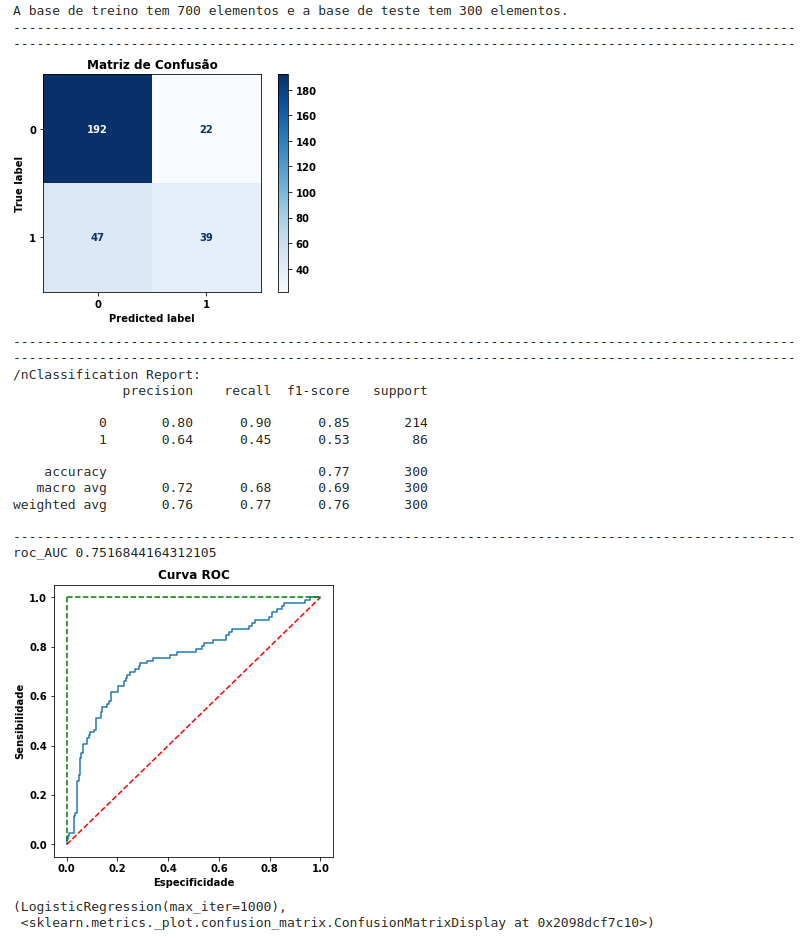 A base de treino tem 700 elementos e a base de teste tem 300 elementos.
----------------------------------------------------------------------------------------------------
----------------------------------------------------------------------------------------------------
Matriz de Confusão
True label
0
1
192 22
47 39
0 1
Predicted label
180
160
140
120
100
80
60
40
----------------------------------------------------------------------------------------------------
----------------------------------------------------------------------------------------------------
/nClassification Report:
precision recall f1-score support
0 0.80 0.90 0.85 214
1 0.64 0.45 0.53 86
accuracy 0.77 300
macro avg 0.72 0.68 0.69 300
weighted avg 0.76 0.77 0.76 300
----------------------------------------------------------------------------------------------------
roc_AUC 0.7516844164312105
Curva ROC
Sensibilidade
1.0
0.8
0.6
0.4
0.2
0.0
0.0 0.2 0.4 0.6 0.8 1.0
Especificidade
(LogisticRegression(max_iter=1000),
<sklearn.metrics._plot.confusion_matrix.ConfusionMatrixDisplay at 0x2098dcf7c10>)